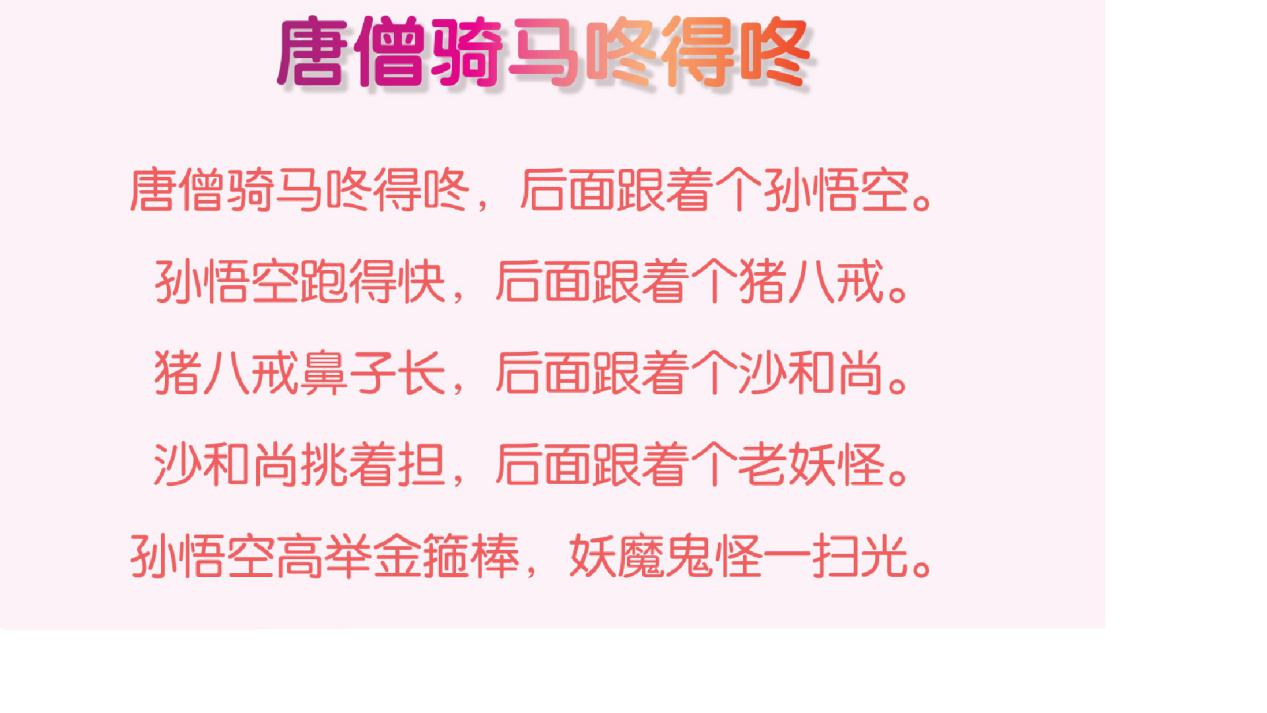 唐僧骑马咚得咚
唐僧骑马咚得咚，后面跟着个孙悟空。
孙悟空跑得快，后面跟着个猪八戒。
猪八戒鼻子长，后面跟着个沙和尚。
沙和尚挑着担，后面跟着个老妖怪。
孙悟空高举金箍棒，妖魔鬼怪一扫光。